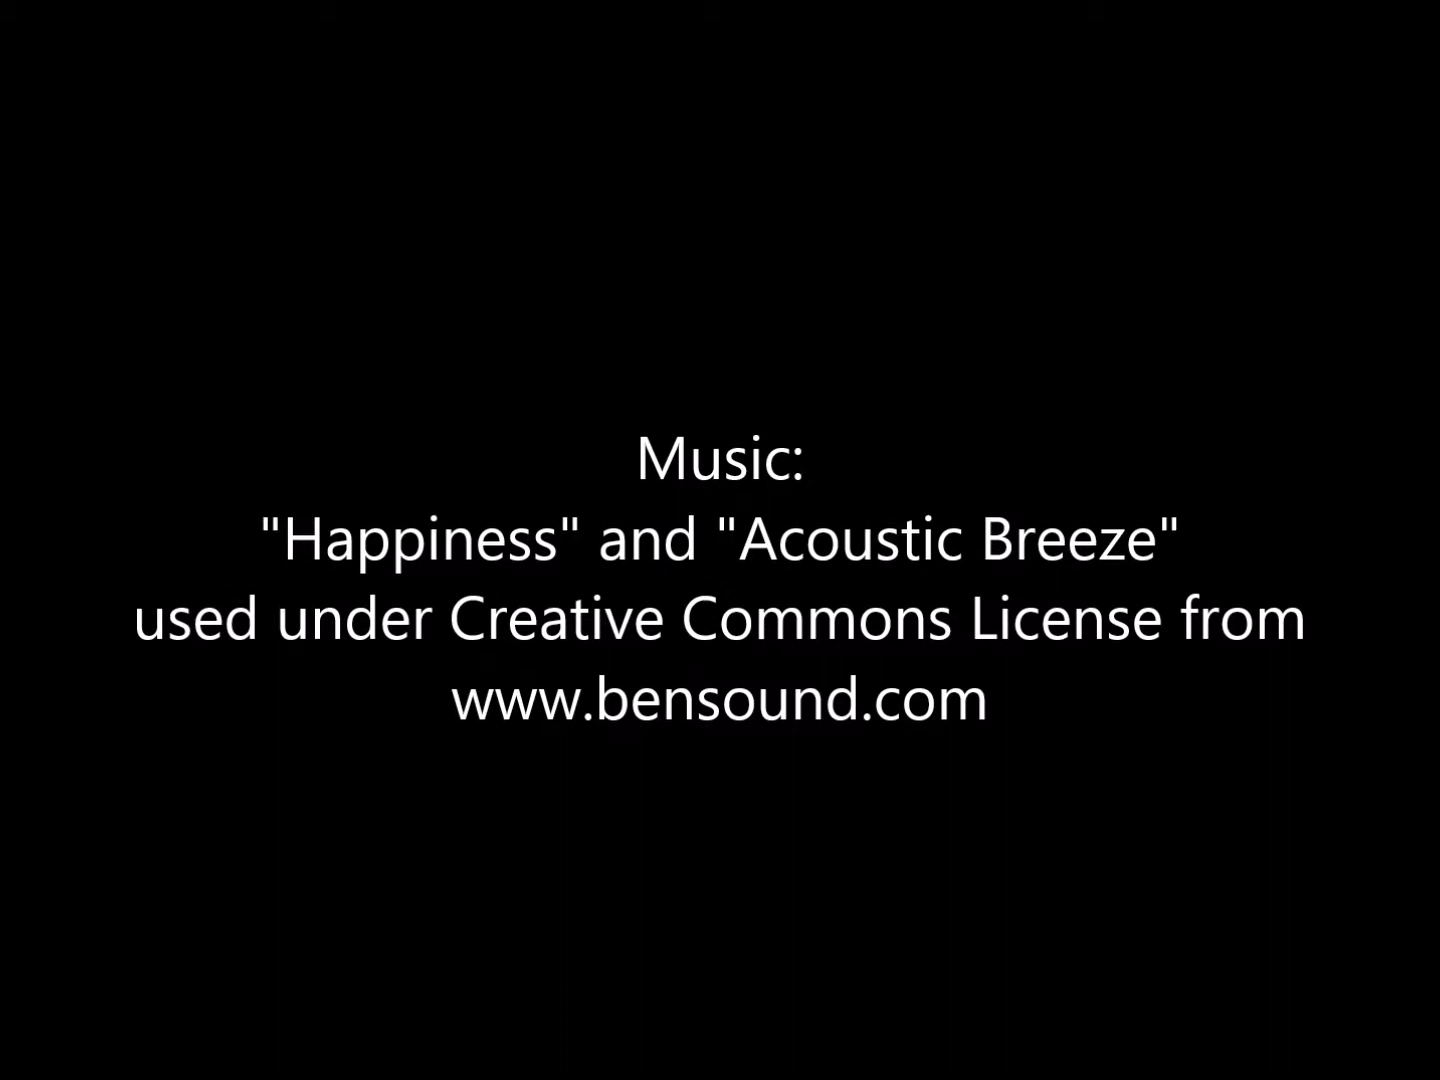 Music:
"Happiness" and "Acoustic Breeze"
used under Creative Commons License from
www.bensound.com